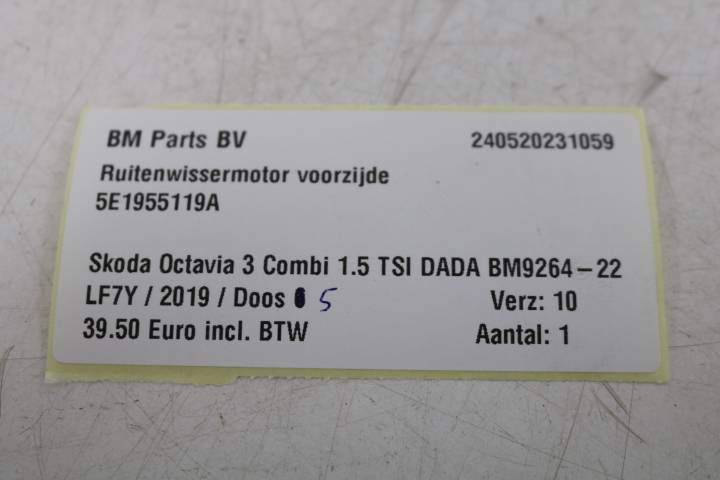 BM Parts BV 240520231059
Ruitenwissermotor voorzijde
5E1955119A
Skoda Octavia 3 Combi 1.5 TSI DADA BM9264-22
LF7Y / 2019 / Doos 5 Verz: 10
39.50 Euro incl. BTW Aantal: 1